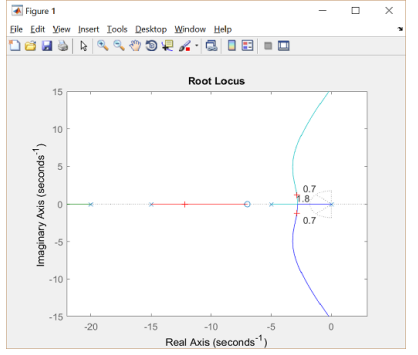 Figure 1
File Edit View Insert Tools Desktop Window Help
Root Locus
15
10
5
0
-5
-10
-15
0.7
1.8
0.7
-20 -15 -10 -5 0
Imaginary Axis (seconds-1)
Real Axis (seconds-1)